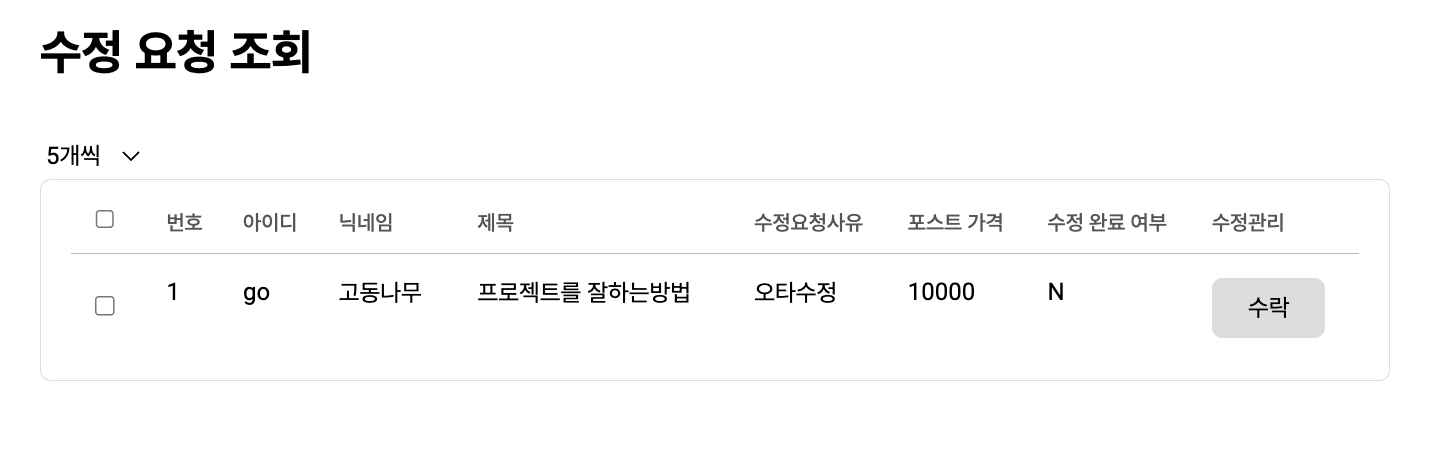 수정 요청 조회
5개씩
번호 아이디 닉네임 제목 수정요청사유 포스트 가격 수정 완료 여부 수정관리
1 go 고동나무 프로젝트를 잘하는방법 오타수정 10000 N 수락